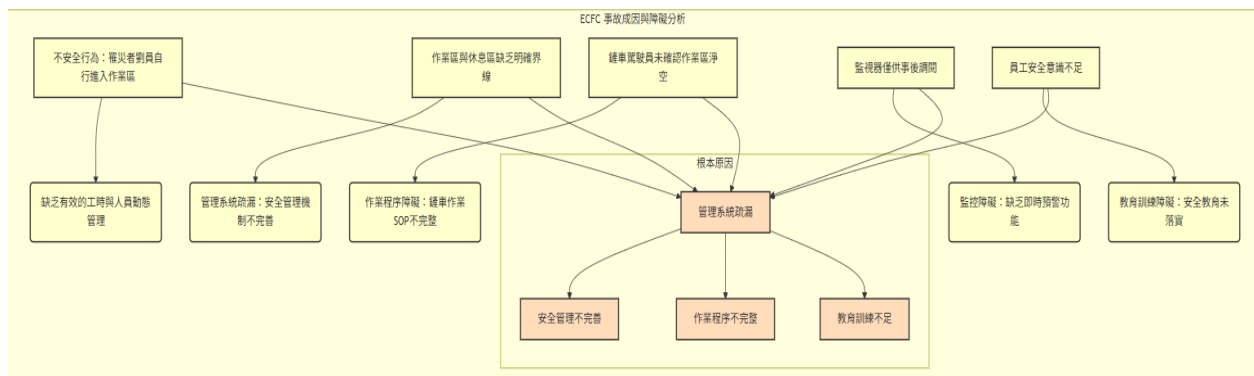 ECFC 事故成因與障礙分析
不安全行為：罹災者劉員自
行進入作業區
作業區與休息區缺乏明確界
線
鏟車駕駛員未確認作業區淨
空
監視器僅供事後調閱
員工安全意識不足
根本原因
缺乏有效的工時與人員動態
管理
管理系統疏漏：安全管理機
制不完善
作業程序障礙：鏟車作業
SOP不完整
管理系統疏漏
監控障礙：缺乏即時預警功
能
教育訓練障礙：安全教育未
落實
安全管理不完善
作業程序不完整
教育訓練不足